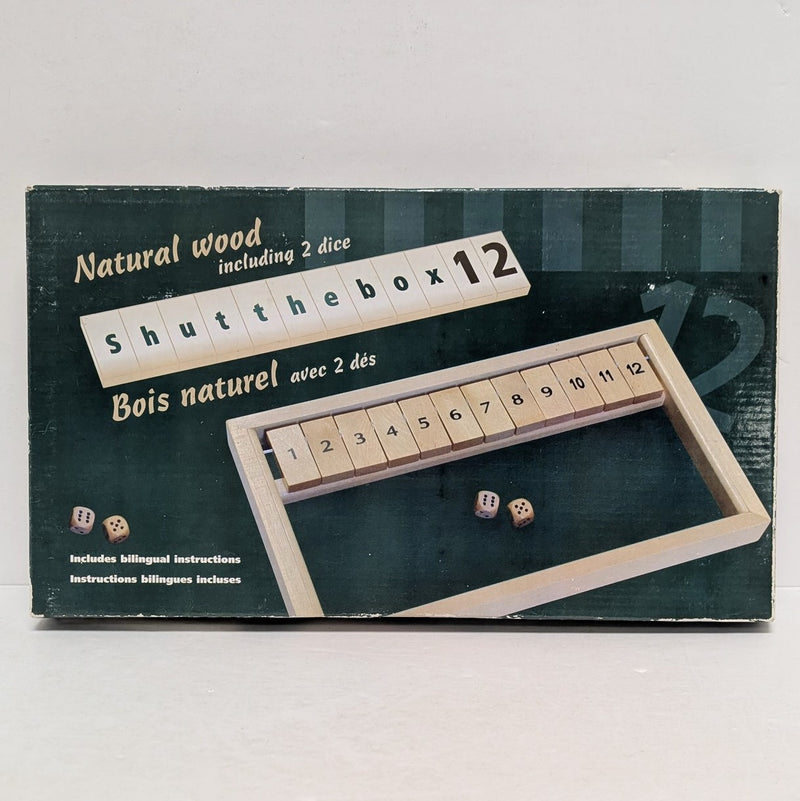 Natural wood
including 2 dice
Shutthebox12
Bois naturel avec 2 dés
12
1 2 3 4 5 6 7 8 9 10 11 12
Includes bilingual instructions
Instructions bilingues incluses